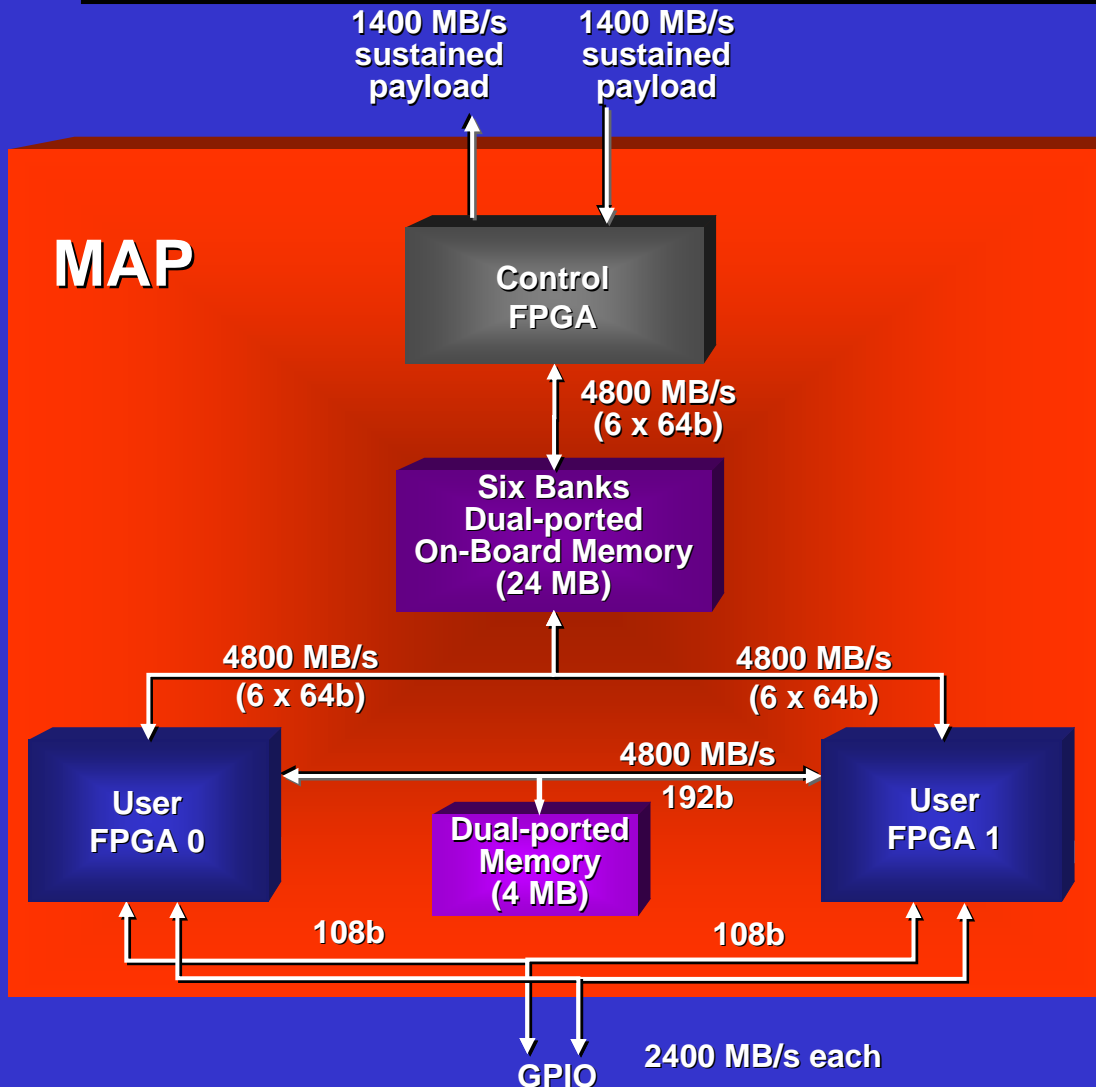 1400 MB/s
sustained
payload
1400 MB/s
sustained
payload
MAP
Control
FPGA
4800 MB/s
(6 x 64b)
Six Banks
Dual-ported
On-Board Memory
(24 MB)
4800 MB/s
(6 x 64b)
4800 MB/s
(6 x 64b)
4800 MB/s
192b
User
FPGA 0
Dual-ported
Memory
(4 MB)
User
FPGA 1
108b
108b
2400 MB/s each
GPIO